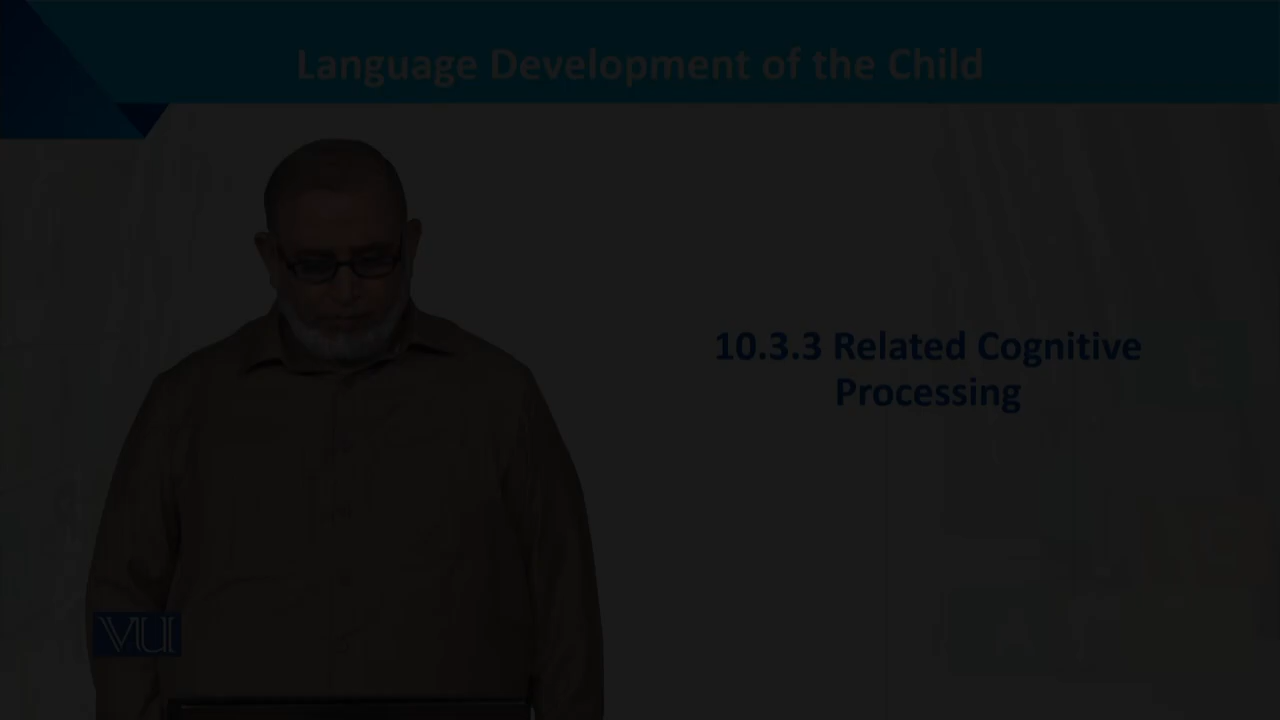 Language Development of the Child
10.3.3 Related Cognitive
Processing
VU